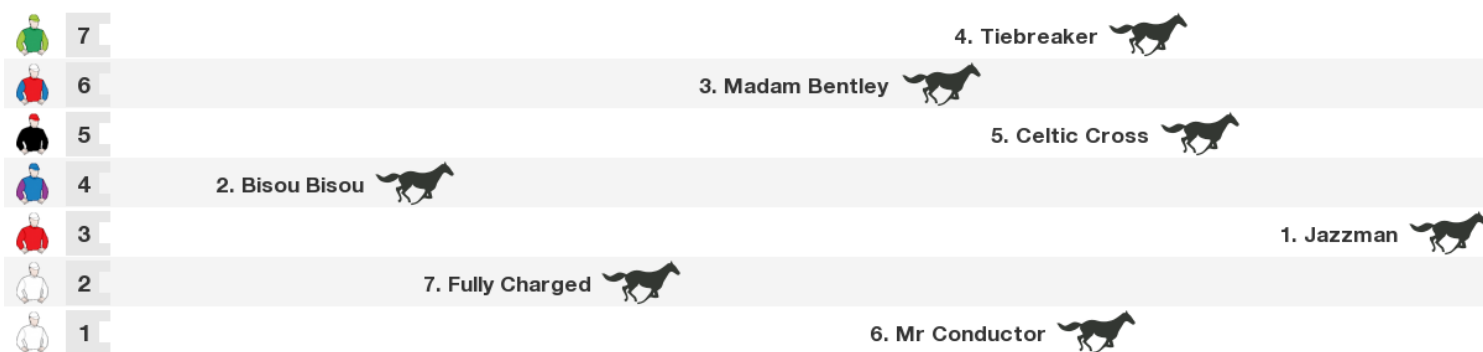 7 4. Tiebreaker
6 3. Madam Bentley
5 5. Celtic Cross
4 2. Bisou Bisou
3 1. Jazzman
2 7. Fully Charged
1 6. Mr Conductor